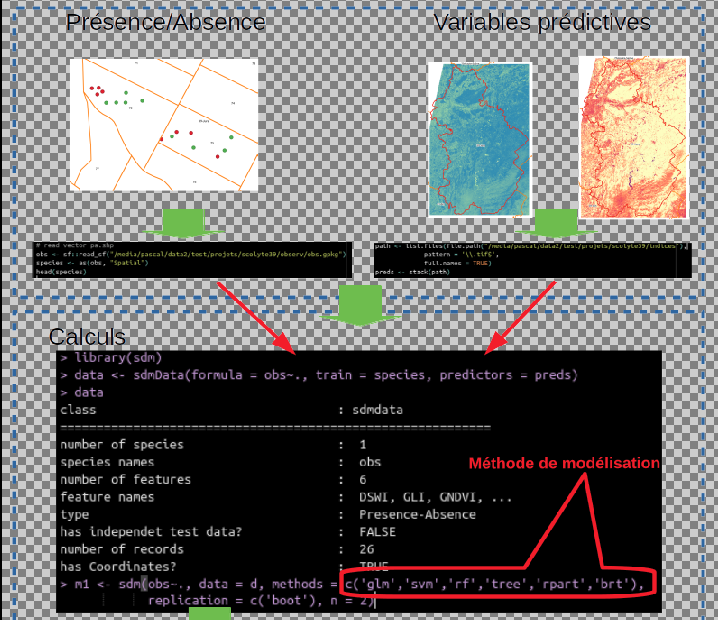 Présence/Absence
Variables prédictives
# read vector pa.shp
obs <- sf::read_sf("/media/pascal/data2/test/projets/scolyte39/observ/obs.gpkg")
species <- as(obs, "Spatial")
head(species)
path <- list.files(file.path("/media/pascal/data2/test/projets/scolyte39/indices"),
pattern = '\\.tif$',
full.names = TRUE)
preds <- stack(path)
Calculs
> library(sdm)
> data <- sdmData(formula = obs~., train = species, predictors = preds)
> data
class : sdmdata
===========================================================
number of species : 1
species names : obs
number of features : 6
feature names : DSWI, GLI, GNDVI, ...
type : Presence-Absence
has independet test data? : FALSE
number of records : 26
has Coordinates? : TRUE
Méthode de modélisation
> m1 <- sdm(obs~., data = d, methods = c('glm','svm','rf','tree','rpart','brt'),
replication = c('boot'), n = 2)